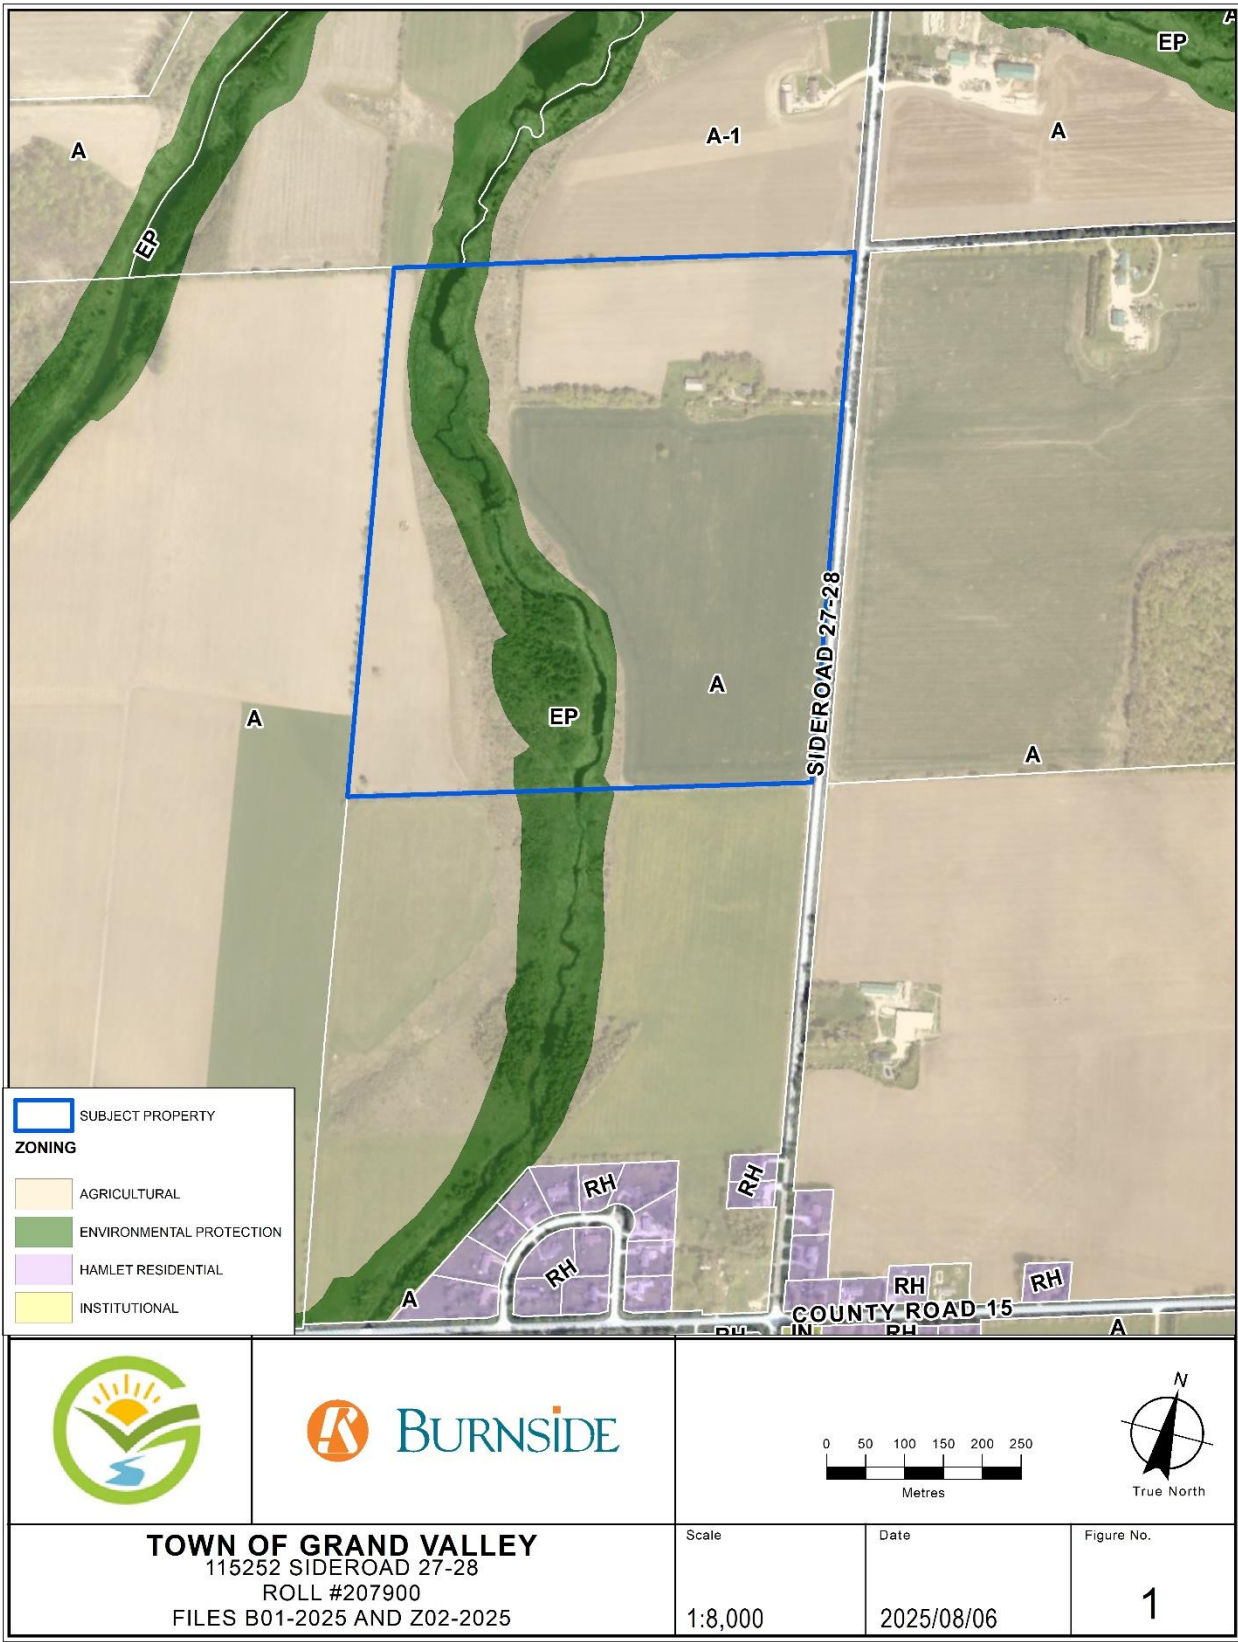 A
EP
A-1
A
A
EP
SIDEROAD 27-28
A
A
EP
A
RH
RH
RH
A
RH
RH
COUNTY ROAD 15
RH
IN
RH
A
SUBJECT PROPERTY
ZONING
AGRICULTURAL
ENVIRONMENTAL PROTECTION
HAMLET RESIDENTIAL
INSTITUTIONAL
BURNSIDE
0 50 100 150 200 250
Metres
N
True North
TOWN OF GRAND VALLEY
115252 SIDEROAD 27-28
ROLL #207900
FILES B01-2025 AND Z02-2025
Scale
1:8,000
Date
2025/08/06
Figure No.
1